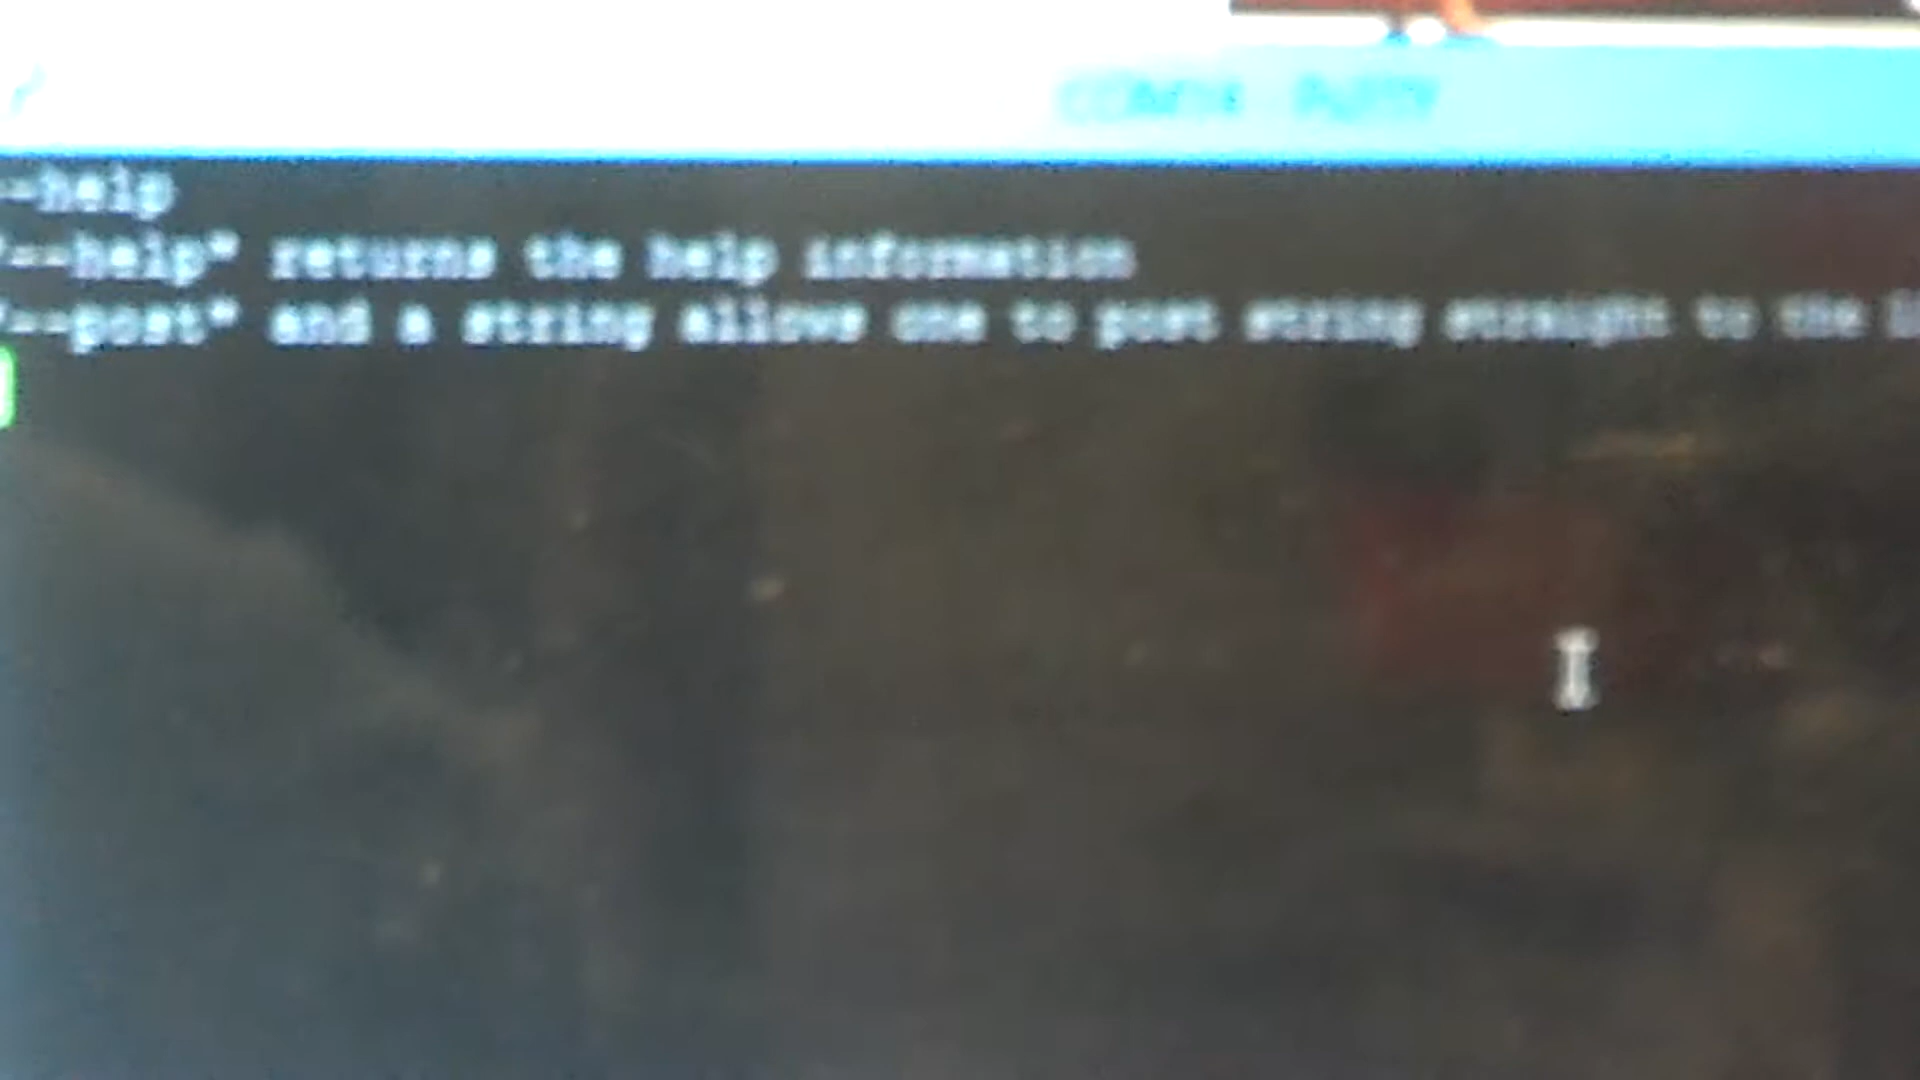 --help
"--help" returns the help information
"--post" and a string allows one to post string straight to the